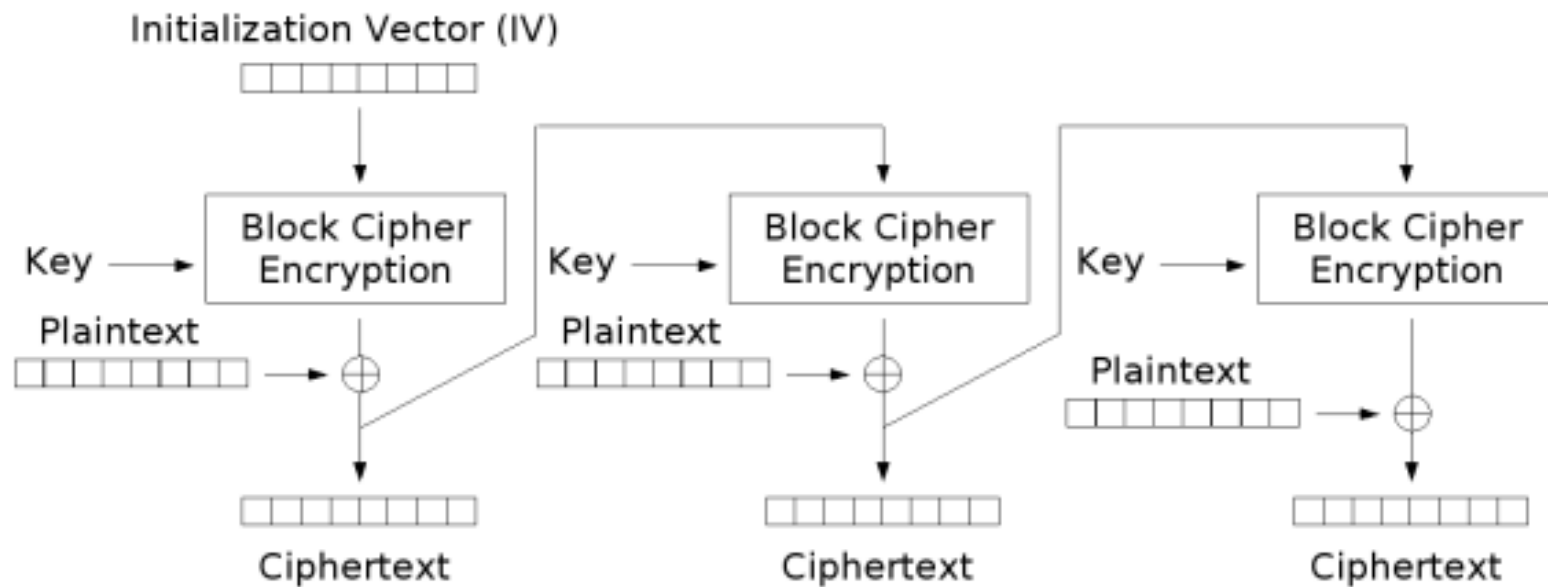 Initialization Vector (IV)
Block Cipher
Encryption
Block Cipher
Encryption
Block Cipher
Encryption
Key
Key
Key
Plaintext
Plaintext
Plaintext
Ciphertext
Ciphertext
Ciphertext